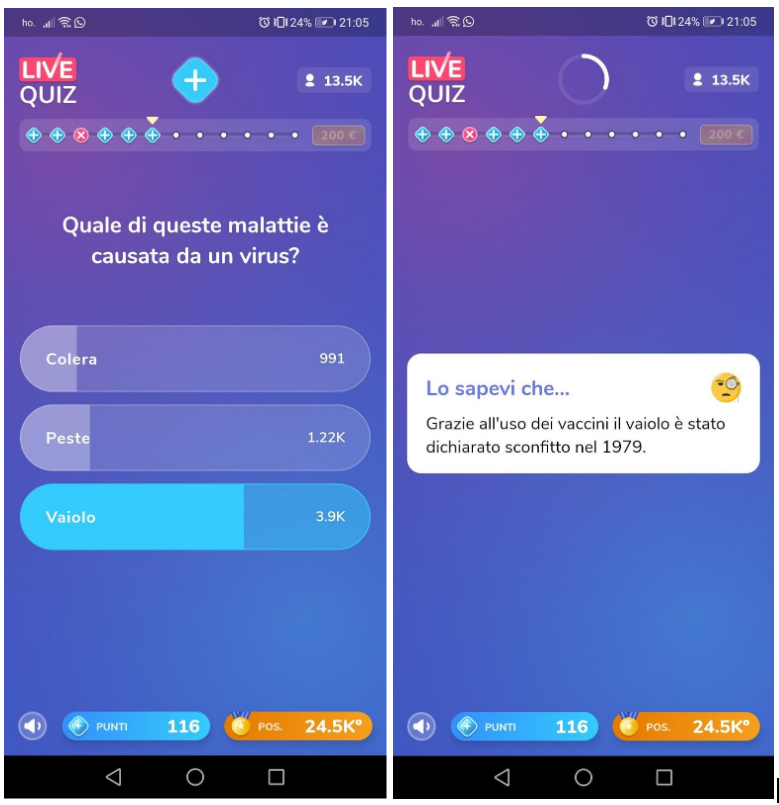 ho. 24% 21:05
LIVE
QUIZ
13.5K
200 €
Quale di queste malattie è
causata da un virus?
Colera 991
Peste 1.22K
Vaiolo 3.9K
PUNTI 116 POS. 24.5K°
ho. 24% 21:05
LIVE
QUIZ
13.5K
200 €
Lo sapevi che...
Grazie all'uso dei vaccini il vaiolo è stato
dichiarato sconfitto nel 1979.
PUNTI 116 POS. 24.5K°